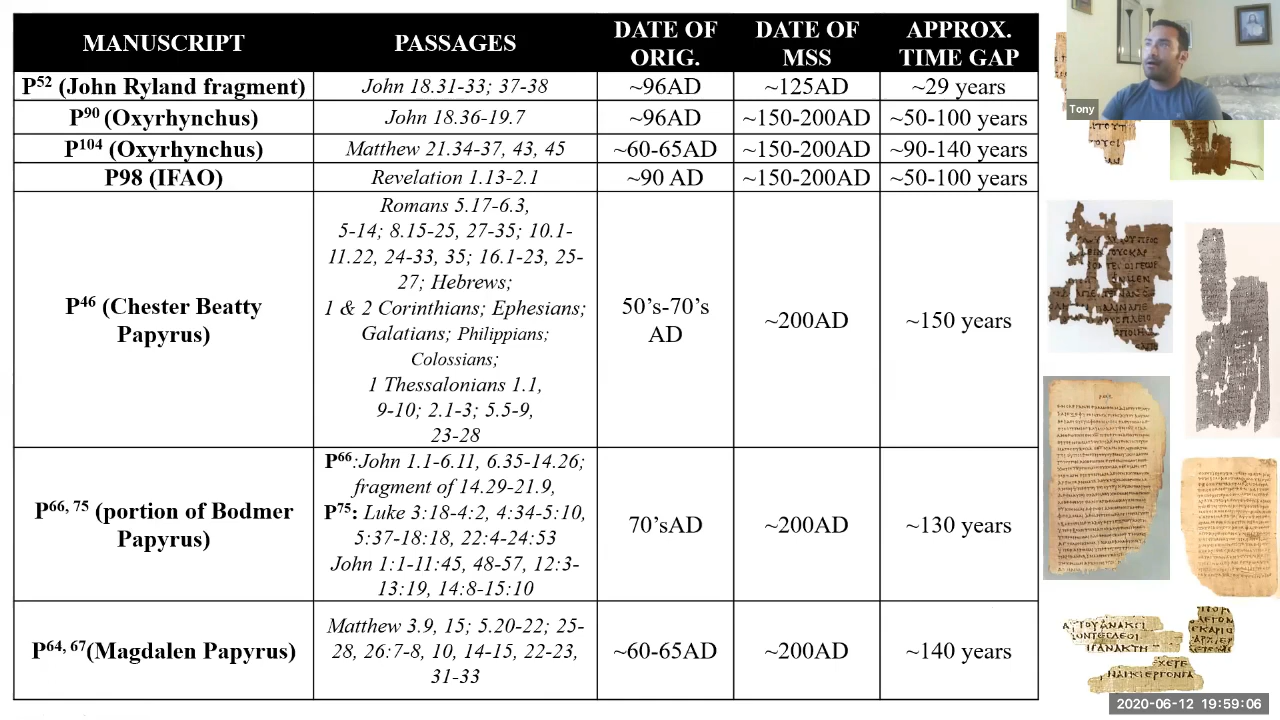 MANUSCRIPT PASSAGES DATE OF ORIG. DATE OF MSS APPROX. TIME GAP
P52 (John Ryland fragment) John 18.31-33; 37-38 ~96AD ~125AD ~29 years
P90 (Oxyrhynchus) John 18.36-19.7 ~96AD ~150-200AD ~50-100 years
P104 (Oxyrhynchus) Matthew 21.34-37, 43, 45 ~60-65AD ~150-200AD ~90-140 years
P98 (IFAO) Revelation 1.13-2.1 ~90 AD ~150-200AD ~50-100 years
P46 (Chester Beatty
Papyrus)
Romans 5.17-6.3,
5-14; 8.15-25, 27-35; 10.1-
11.22, 24-33, 35; 16.1-23, 25-
27; Hebrews;
1 & 2 Corinthians; Ephesians;
Galatians; Philippians;
Colossians;
1 Thessalonians 1.1,
9-10; 2.1-3; 5.5-9,
23-28
50's-70's
AD
~200AD
~150 years
P66, 75 (portion of Bodmer
Papyrus)
P66:John 1.1-6.11, 6.35-14.26;
fragment of 14.29-21.9,
P75: Luke 3:18-4:2, 4:34-5:10,
5:37-18:18, 22:4-24:53
John 1:1-11:45, 48-57, 12:3-
13:19, 14:8-15:10
70'sAD
~200AD
~130 years
P64, 67(Magdalen Papyrus)
Matthew 3.9, 15; 5.20-22; 25-
28, 26:7-8, 10, 14-15, 22-23,
31-33
~60-65AD
~200AD
~140 years
Tony
2020-06-12 19:59:06